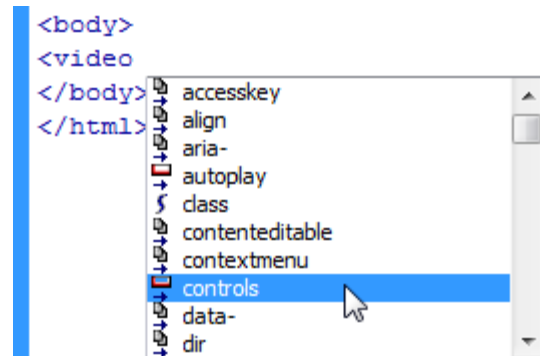 <body>
<video
</body>
</html>
accesskey
align
aria-
autoplay
class
contenteditable
contextmenu
controls
data-
dir